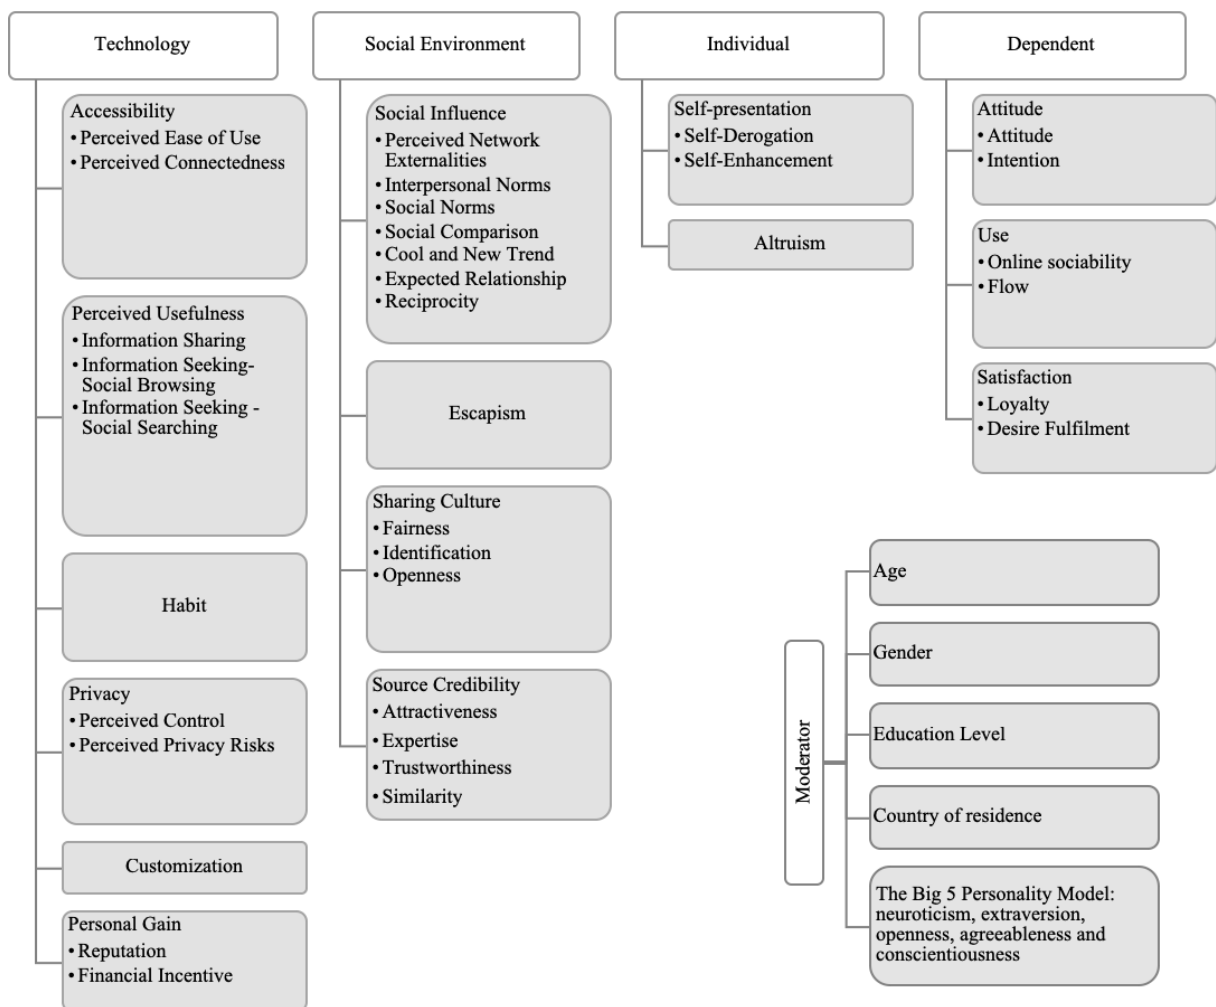 Technology
Accessibility
• Perceived Ease of Use
• Perceived Connectedness
Perceived Usefulness
• Information Sharing
• Information Seeking-
Social Browsing
• Information Seeking -
Social Searching
Habit
Privacy
• Perceived Control
• Perceived Privacy Risks
Customization
Personal Gain
• Reputation
• Financial Incentive
Social Environment
Social Influence
• Perceived Network
Externalities
• Interpersonal Norms
• Social Norms
• Social Comparison
• Cool and New Trend
• Expected Relationship
• Reciprocity
Escapism
Sharing Culture
• Fairness
• Identification
• Openness
Source Credibility
• Attractiveness
• Expertise
• Trustworthiness
• Similarity
Individual
Self-presentation
• Self-Derogation
• Self-Enhancement
Altruism
Dependent
Attitude
• Attitude
• Intention
Use
• Online sociability
• Flow
Satisfaction
• Loyalty
• Desire Fulfilment
Moderator
Age
Gender
Education Level
Country of residence
The Big 5 Personality Model:
neuroticism, extraversion,
openness, agreeableness and
conscientiousness